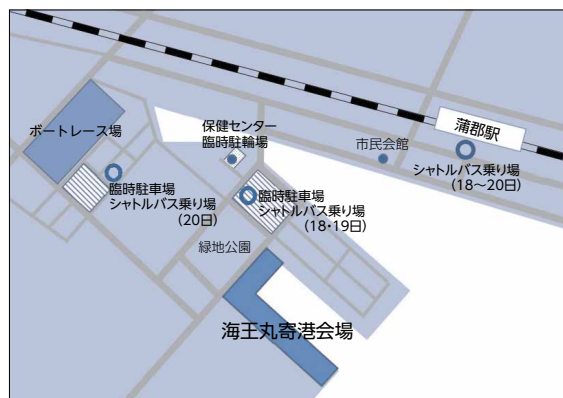 ボートレース場
保健センター
臨時駐輪場
市民会館
蒲郡駅
シャトルバス乗り場
(18〜20日)
臨時駐車場
シャトルバス乗り場
(20日)
臨時駐車場
シャトルバス乗り場
(18・19日)
緑地公園
海王丸寄港会場